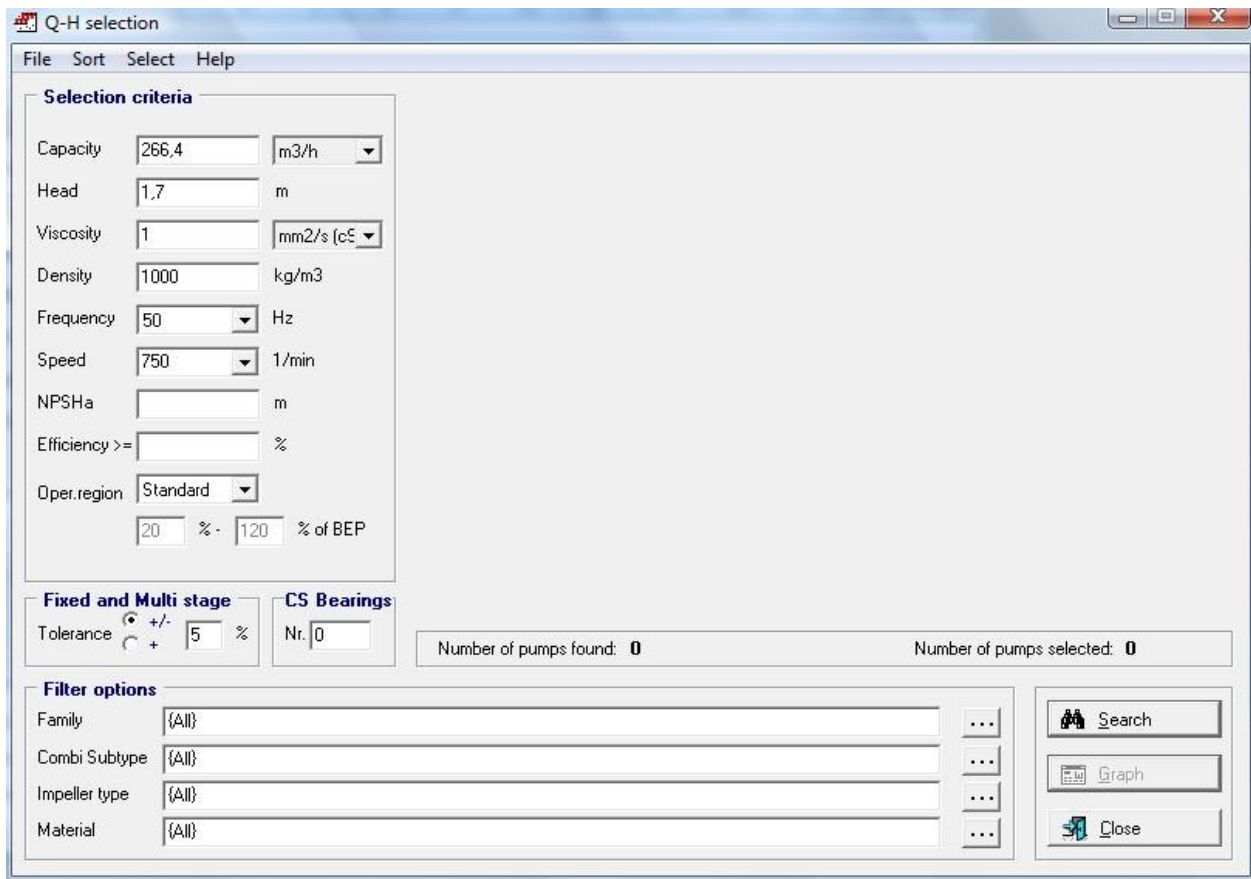 Q-H selection
File Sort Select Help
Selection criteria
Capacity 266,4 m3/h
Head 1,7 m
Viscosity 1 mm2/s (cS
Density 1000 kg/m3
Frequency 50 Hz
Speed 750 1/min
NPSHa m
Efficiency >= %
Oper.region Standard
20 % - 120 % of BEP
Fixed and Multi stage
Tolerance +/- + 5 %
CS Bearings
Nr. 0
Number of pumps found: 0 Number of pumps selected: 0
Filter options
Family {All} ...
Combi Subtype {All} ...
Impeller type {All} ...
Material {All} ...
Search
Graph
Close